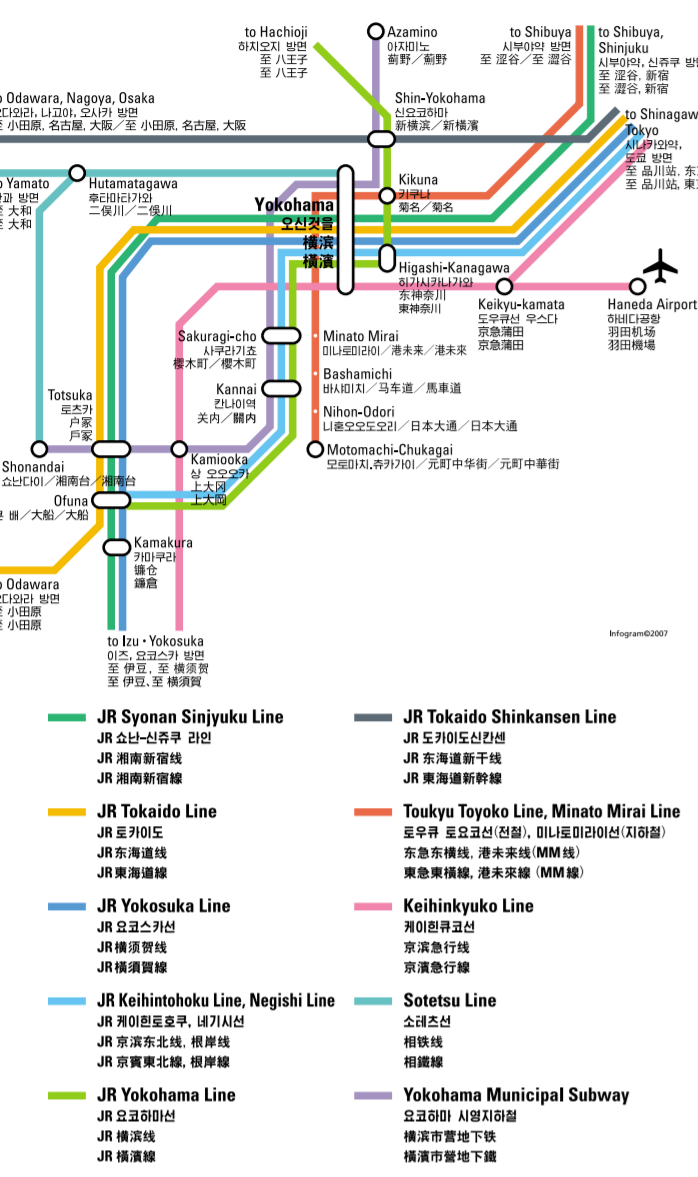 to Hachioji
하치오지 방면
至 八王子
至 八王子
Azamino
아자미노
蓟野／薊野
to Shibuya
시부야약 방면
至 涩谷／至 澀谷
to Shibuya,
Shinjuku
시부야약, 신쥬쿠
至 涩谷, 新宿
至 澀谷, 新宿
Odawara, Nagoya, Osaka
나고야, 오사카 방면
小田原, 名古屋, 大阪／至 小田原, 名古屋, 大阪
Shin-Yokohama
신요코하마
新横滨／新橫濱
to Shinagaw
Tokyo
시나카와약,
도쿄 방면
至 品川站,
至 品川站,
Yamato
방면
大和
大和
Hutamatagawa
후타마타가와
二俣川／二俣川
Yokohama
오신것을
横滨
橫濱
Kikuna
키쿠나
菊名／菊名
Higashi-Kanagawa
히가시카나가와
东神奈川
東神奈川
Keikyu-kamata
도우큐선 우스다
京急蒲田
京急蒲田
Haneda Airport
하네다공항
羽田机场
羽田機場
Sakuragi-cho
사쿠라기쵸
樱木町／櫻木町
Minato Mirai
미나토미라이／港未来／港未來
Bashamichi
바샤미치／马车道／馬車道
Kannai
칸나이역
关内／關內
Nihon-Odori
니혼오오도오리／日本大通／日本大通
Totsuka
토츠카
户冢
戶冢
Motomachi-Chukagai
모토마치.츄카가이／元町中华街／元町中華街
Shonandai
쇼난다이／湘南台／湘南台
Kamiooka
상 오오오카
上大冈
上大岡
Ofuna
배／大船／大船
Kamakura
카마쿠라
镰仓
鎌倉
Odawara
방면
小田原
小田原
to Izu・Yokosuka
이즈, 요코스카 방면
至 伊豆, 至 横须贺
至 伊豆、至 橫須賀
Infogram©2007
JR Syonan Sinjyuku Line
JR 쇼난-신쥬쿠 라인
JR 湘南新宿线
JR 湘南新宿線
JR Tokaido Line
JR 토카이도
JR 东海道线
JR 東海道線
JR Yokosuka Line
JR 요코스카선
JR 横须贺线
JR 橫須賀線
JR Keihintohoku Line, Negishi Line
JR 케이힌토호쿠, 네기시선
JR 京滨东北线, 根岸线
JR 京賓東北線, 根岸線
JR Yokohama Line
JR 요코하마선
JR 横滨线
JR 橫濱線
JR Tokaido Shinkansen Line
JR 도카이도신칸센
JR 东海道新干线
JR 東海道新幹線
Toukyu Toyoko Line, Minato Mirai Line
토우큐 토요코선(전철), 미나토미라이선(지하철)
东急东横线, 港未来线(MM线)
東急東橫線, 港未來線 (MM線)
Keihinkyuko Line
케이힌큐코선
京滨急行线
京濱急行線
Sotetsu Line
소테츠선
相铁线
相鐵線
Yokohama Municipal Subway
요코하마 시영지하철
横滨市营地下铁
橫濱市營地下鐵